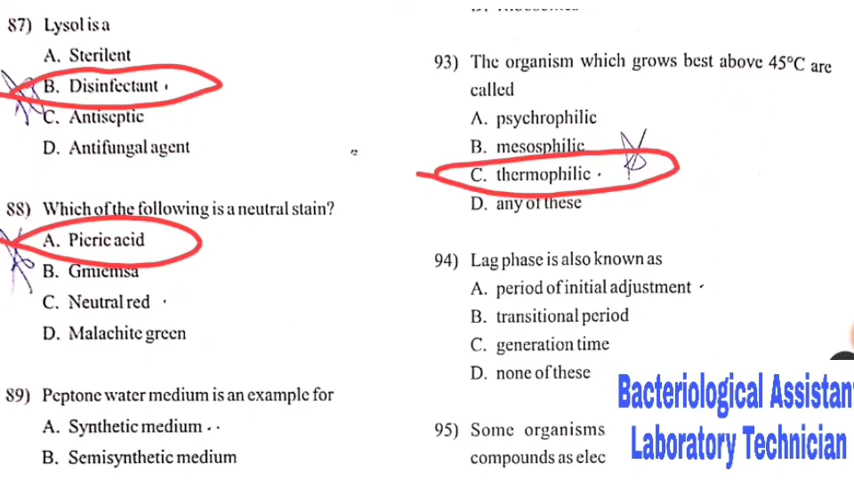 87) Lysol is a
A. Sterilent
B. Disinfectant
C. Antiseptic
D. Antifungal agent
88) Which of the following is a neutral stain?
A. Picric acid
B. Gmiemsa
C. Neutral red
D. Malachite green
89) Peptone water medium is an example for
A. Synthetic medium
B. Semisynthetic medium
93) The organism which grows best above 45°C are
called
A. psychrophilic
B. mesosphilic
C. thermophilic
D. any of these
94) Lag phase is also known as
A. period of initial adjustment
B. transitional period
C. generation time
D. none of these
95) Some organisms
compounds as elec
Bacteriological Assistant
Laboratory Technician